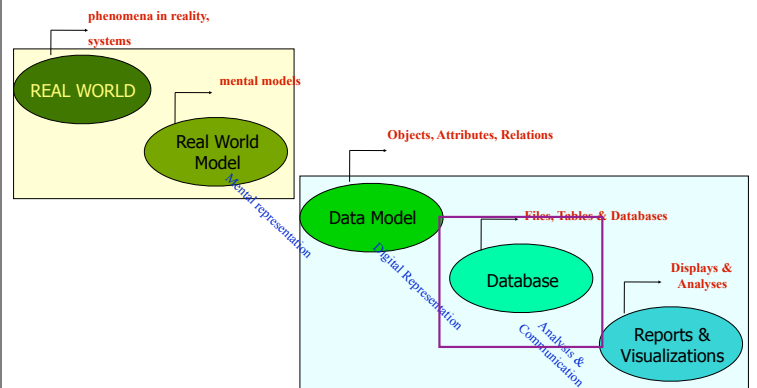 phenomena in reality,
systems
REAL WORLD
mental models
Real World
Model
Mental representation
Objects, Attributes, Relations
Data Model
Digital Representation
Files, Tables & Databases
Database
Analysis &
Communication
Displays &
Analyses
Reports &
Visualizations